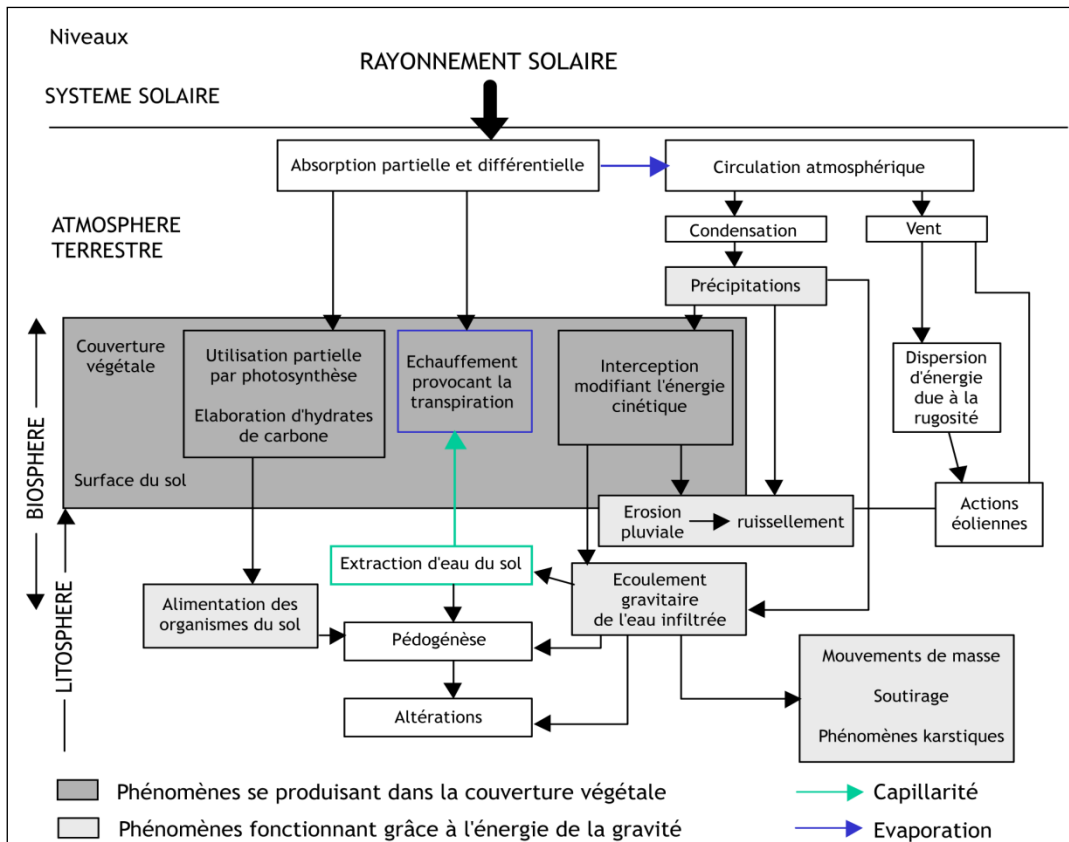 Niveaux
RAYONNEMENT SOLAIRE
SYSTEME SOLAIRE
Absorption partielle et différentielle
Circulation atmosphérique
ATMOSPHERE
TERRESTRE
Condensation
Vent
Précipitations
Couverture
végétale
Utilisation partielle
par photosynthèse
Elaboration d'hydrates
de carbone
Echauffement
provocant la
transpiration
Interception
modifiant l'énergie
cinétique
Dispersion
d'énergie
due à la
rugosité
Surface du sol
BIOSPHERE
LITOSPHERE
Erosion
pluviale
ruissellement
Actions
éoliennes
Extraction d'eau du sol
Ecoulement
gravitaire
de l'eau infiltrée
Alimentation des
organismes du sol
Pédogénèse
Altérations
Mouvements de masse
Soutirage
Phénomènes karstiques
Phénomènes se produisant dans la couverture végétale
Capillarité
Phénomènes fonctionnant grâce à l'énergie de la gravité
Evaporation